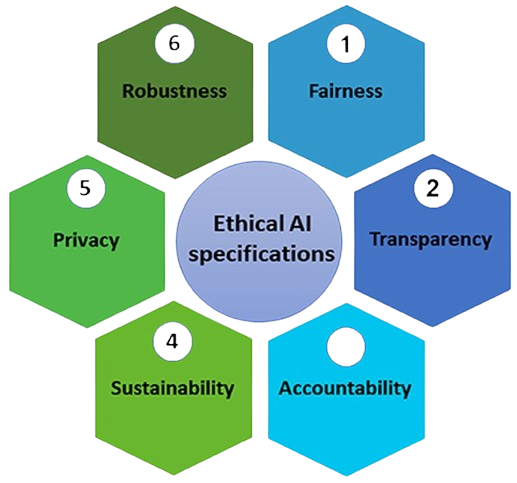 6
Robustness
1
Fairness
5
Privacy
Ethical AI
specifications
2
Transparency
4
Sustainability
Accountability